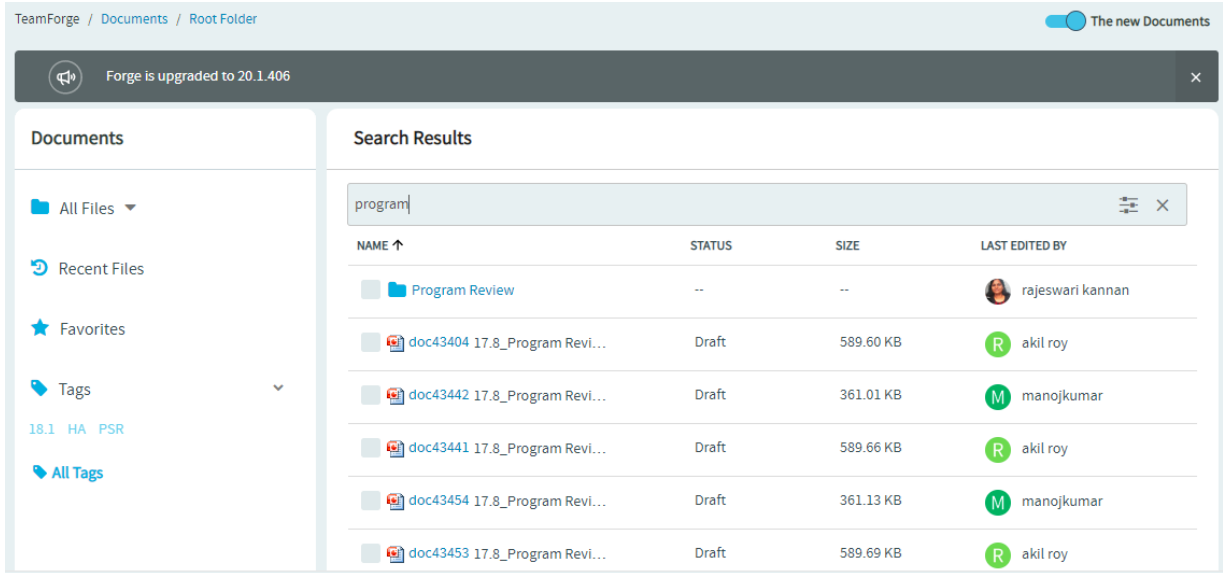 TeamForge / Documents / Root Folder
The new Documents
Forge is upgraded to 20.1.406
Documents
All Files
Recent Files
Favorites
Tags
18.1 HA PSR
All Tags
Search Results
program
NAME STATUS SIZE LAST EDITED BY
Program Review -- -- rajeswari kannan
doc43404 17.8_Program Revi... Draft 589.60 KB R akil roy
doc43442 17.8_Program Revi... Draft 361.01 KB M manojkumar
doc43441 17.8_Program Revi... Draft 589.66 KB R akil roy
doc43454 17.8_Program Revi... Draft 361.13 KB M manojkumar
doc43453 17.8_Program Revi... Draft 589.69 KB R akil roy